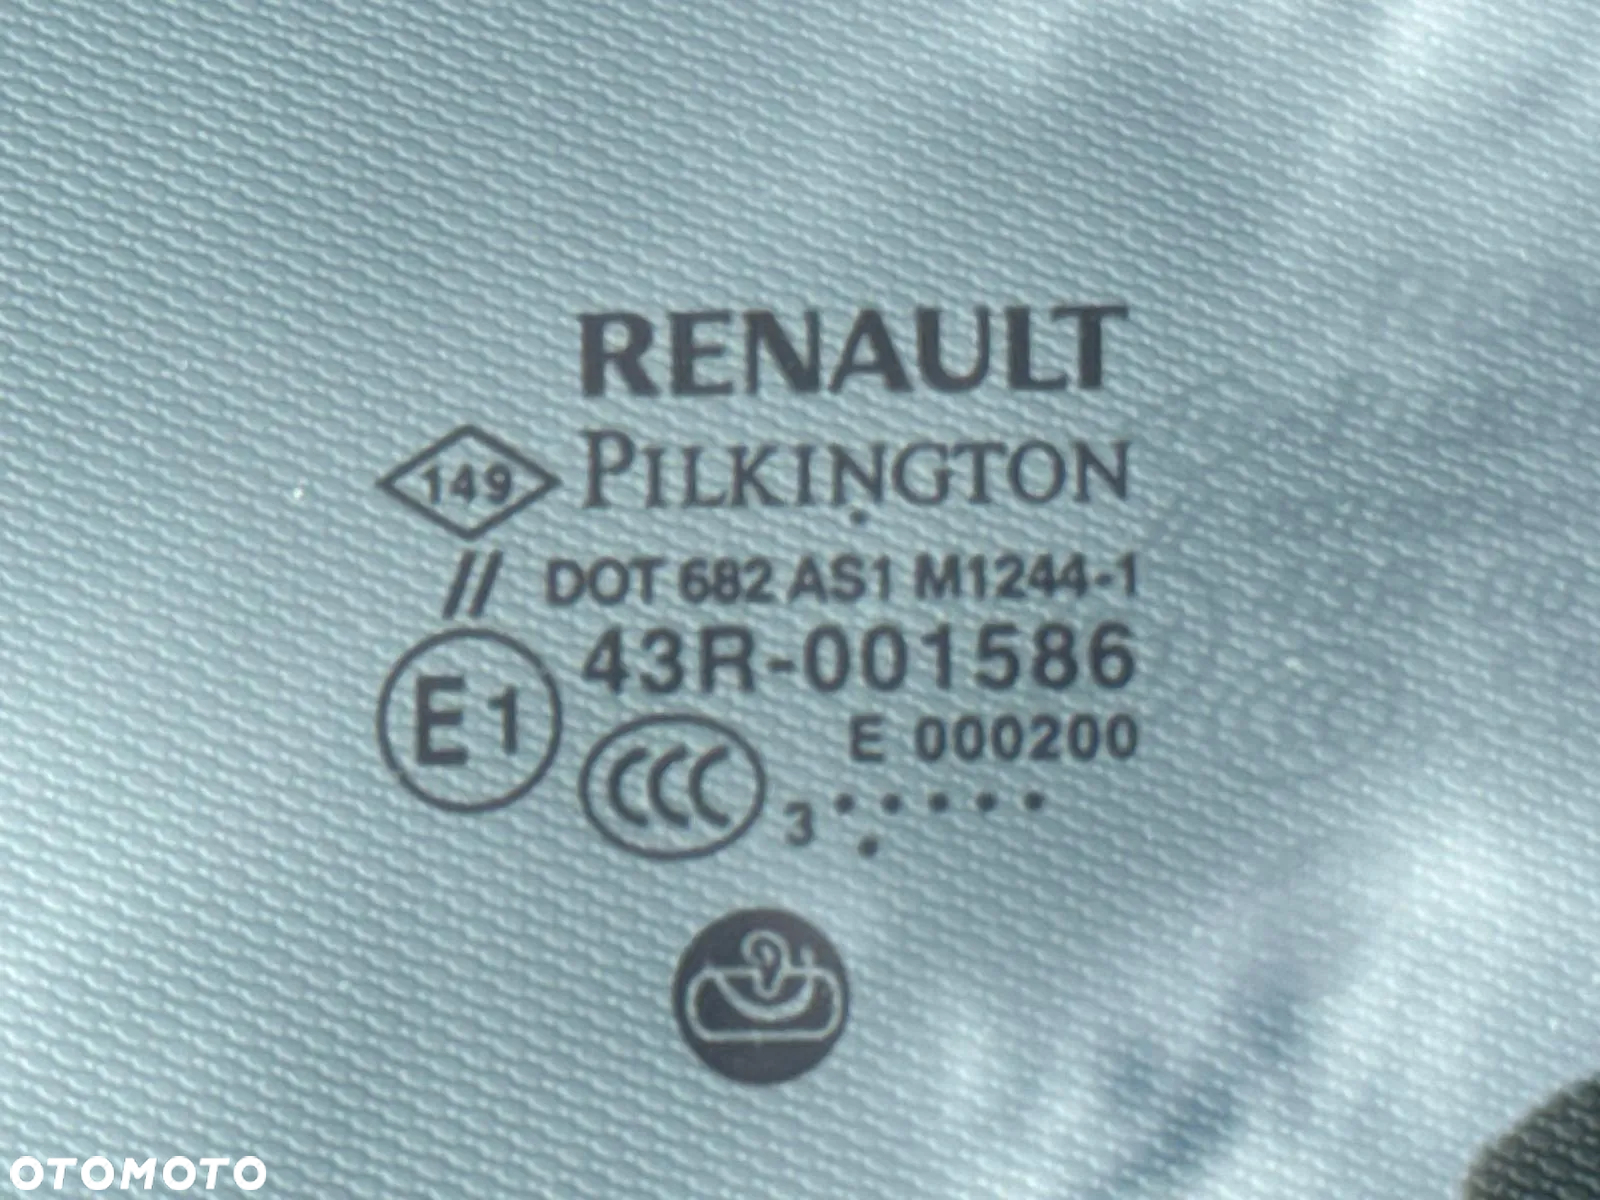 RENAULT
149 PILKINGTON
// DOT 682 AS1 M1244-1
43R-001586
E1
E 000200
CCC
3 . . . . .
OTOMOTO